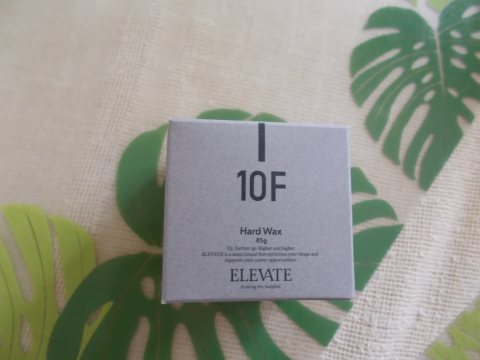 10F
Hard Wax
85g
Up, further up. Higher and higher.
ELEVATE is a men's brand that optimizes your image and
supports your career opportunities.
ELEVATE
Aiming the heights